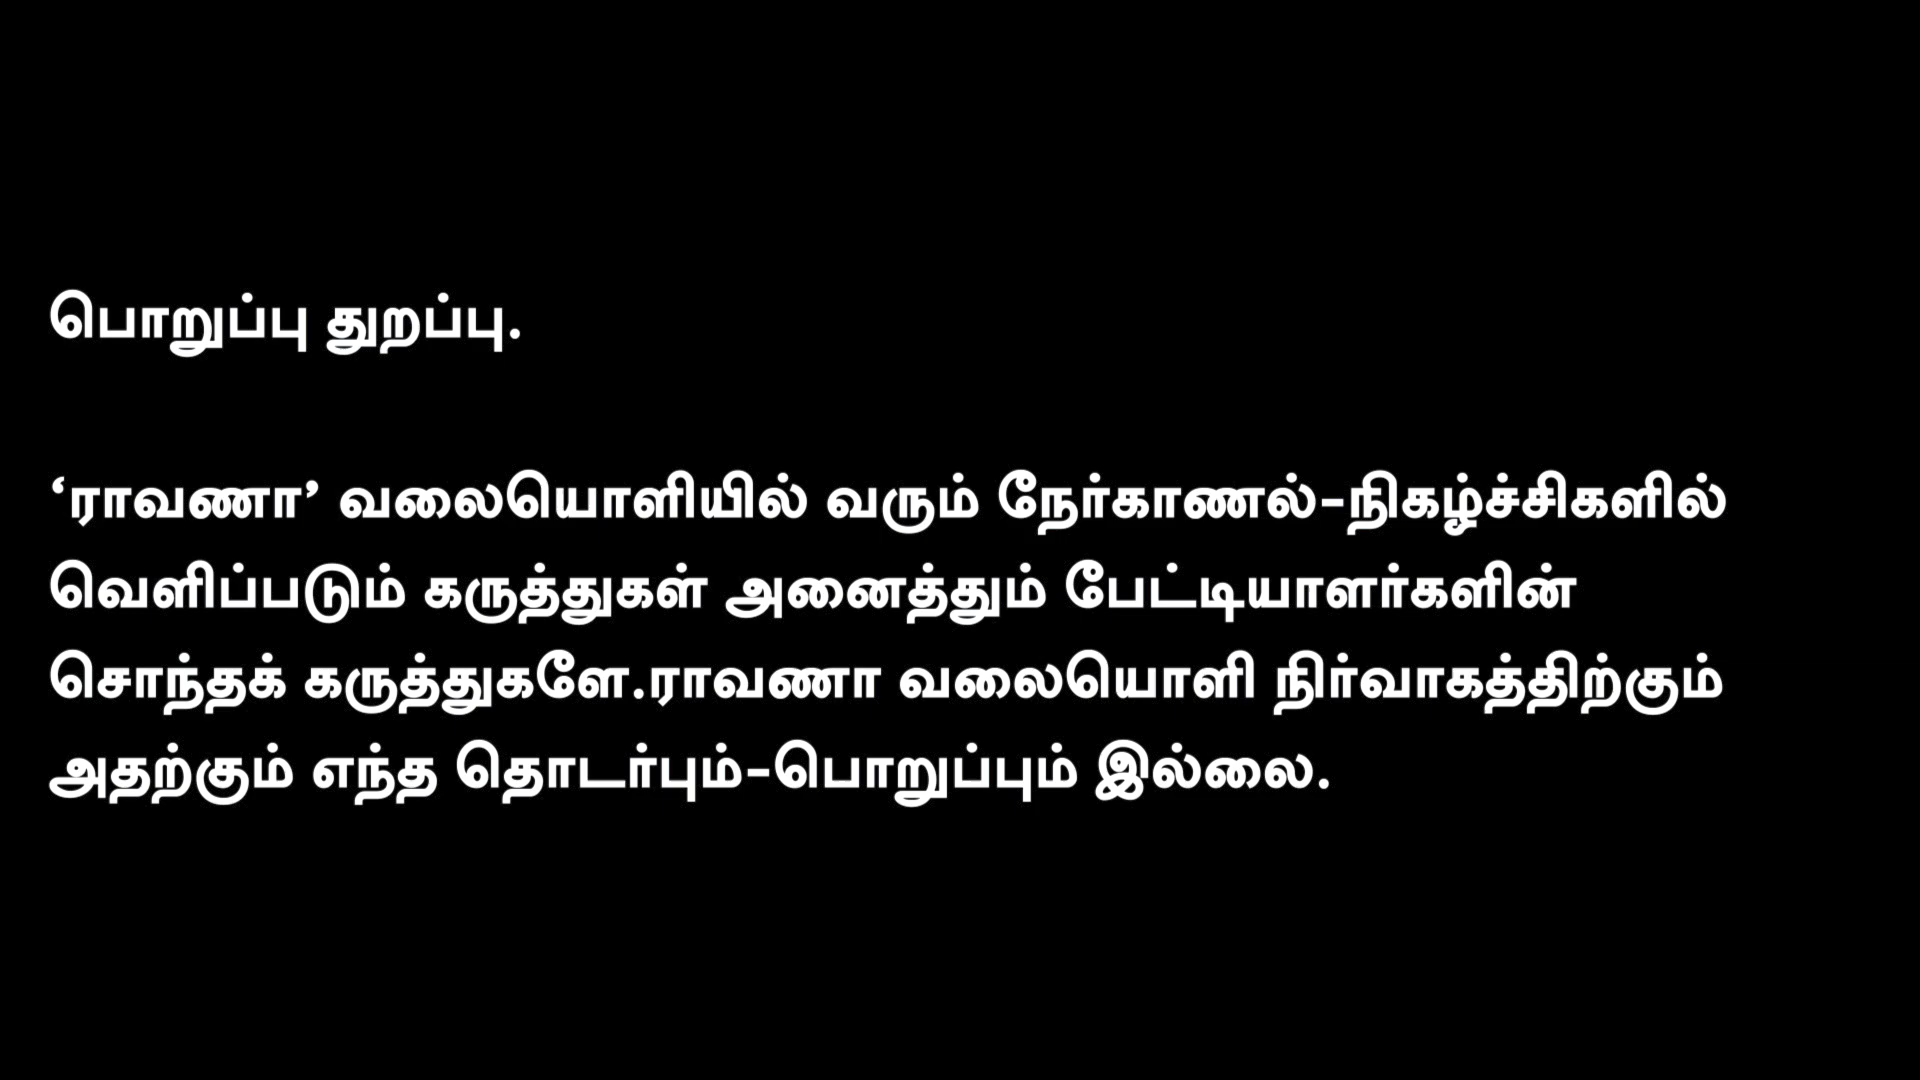 பொறுப்பு துறப்பு.
‘ராவணா’ வலையொளியில் வரும் நேர்காணல்-நிகழ்ச்சிகளில்
வெளிப்படும் கருத்துகள் அனைத்தும் பேட்டியாளர்களின்
சொந்தக் கருத்துகளே.ராவணா வலையொளி நிர்வாகத்திற்கும்
அதற்கும் எந்த தொடர்பும்-பொறுப்பும் இல்லை.